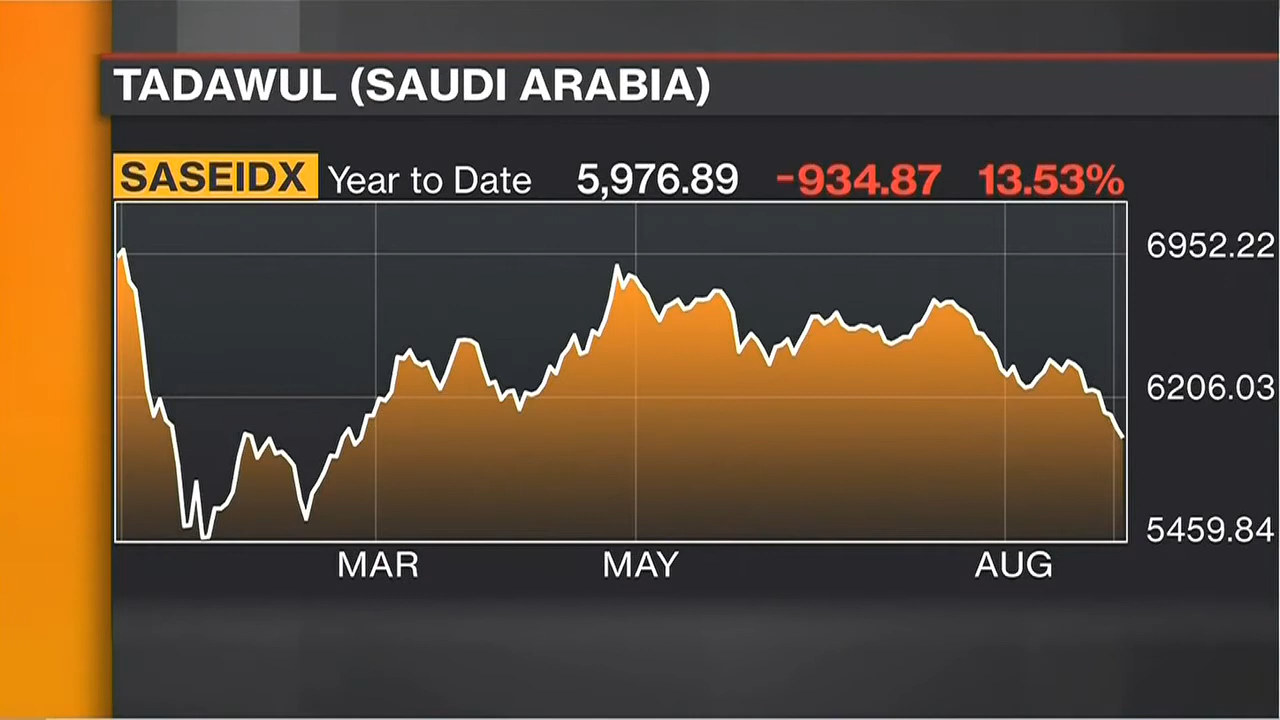 TADAWUL (SAUDI ARABIA)
SASEIDX Year to Date 5,976.89 -934.87 13.53%
6952.22
6206.03
5459.84
MAR MAY AUG